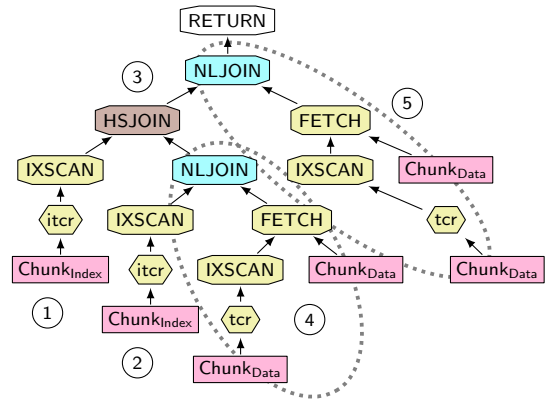 RETURN
NLJOIN
③
HSJOIN
FETCH
⑤
IXSCAN
NLJOIN
IXSCAN
Chunk_Data
itcr
IXSCAN
FETCH
tcr
Chunk_Index
itcr
IXSCAN
Chunk_Data
Chunk_Data
①
Chunk_Index
tcr
④
②
Chunk_Data